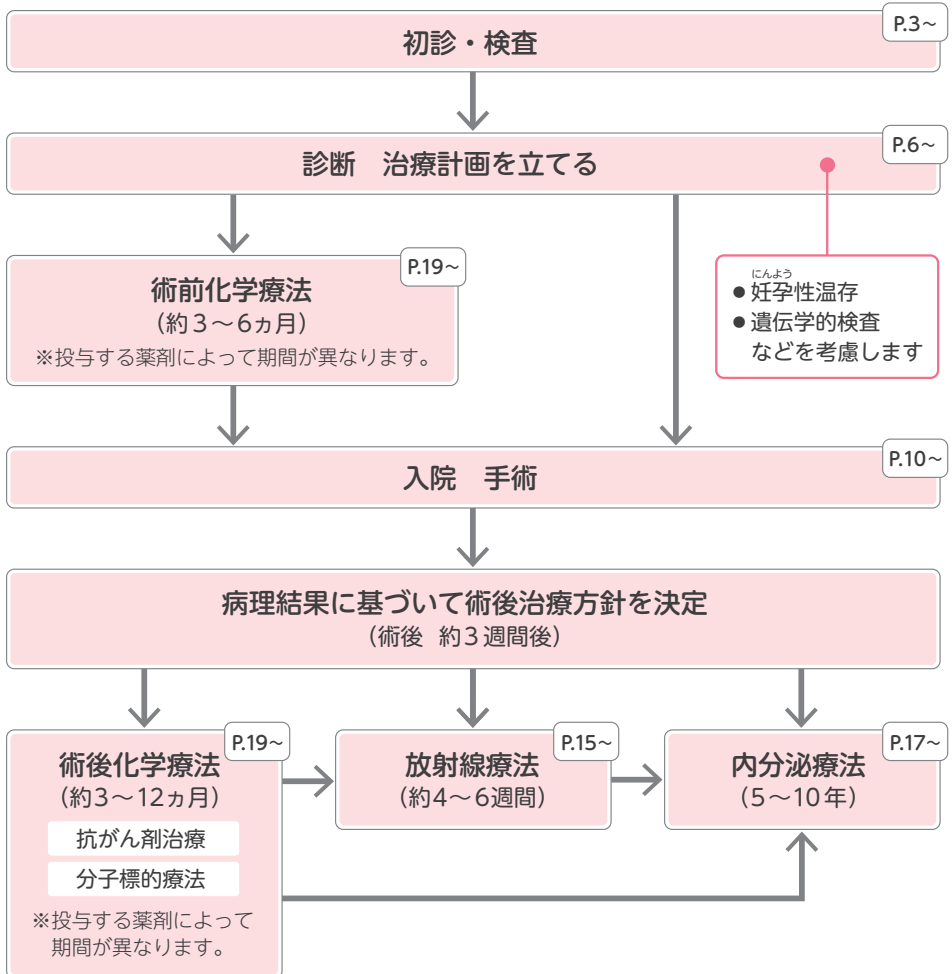 P.3~
初診・検査
P.6~
診断　治療計画を立てる
P.19~
術前化学療法
（約3～6ヵ月）
※投与する薬剤によって期間が異なります。
にんよう
● 妊孕性温存
● 遺伝学的検査
などを考慮します
P.10~
入院　手術
病理結果に基づいて術後治療方針を決定
（術後 約3週間後）
P.19~
術後化学療法
（約3～12ヵ月）
抗がん剤治療
分子標的療法
※投与する薬剤によって
期間が異なります。
P.15~
放射線療法
（約4～6週間）
P.17~
内分泌療法
（5～10年）